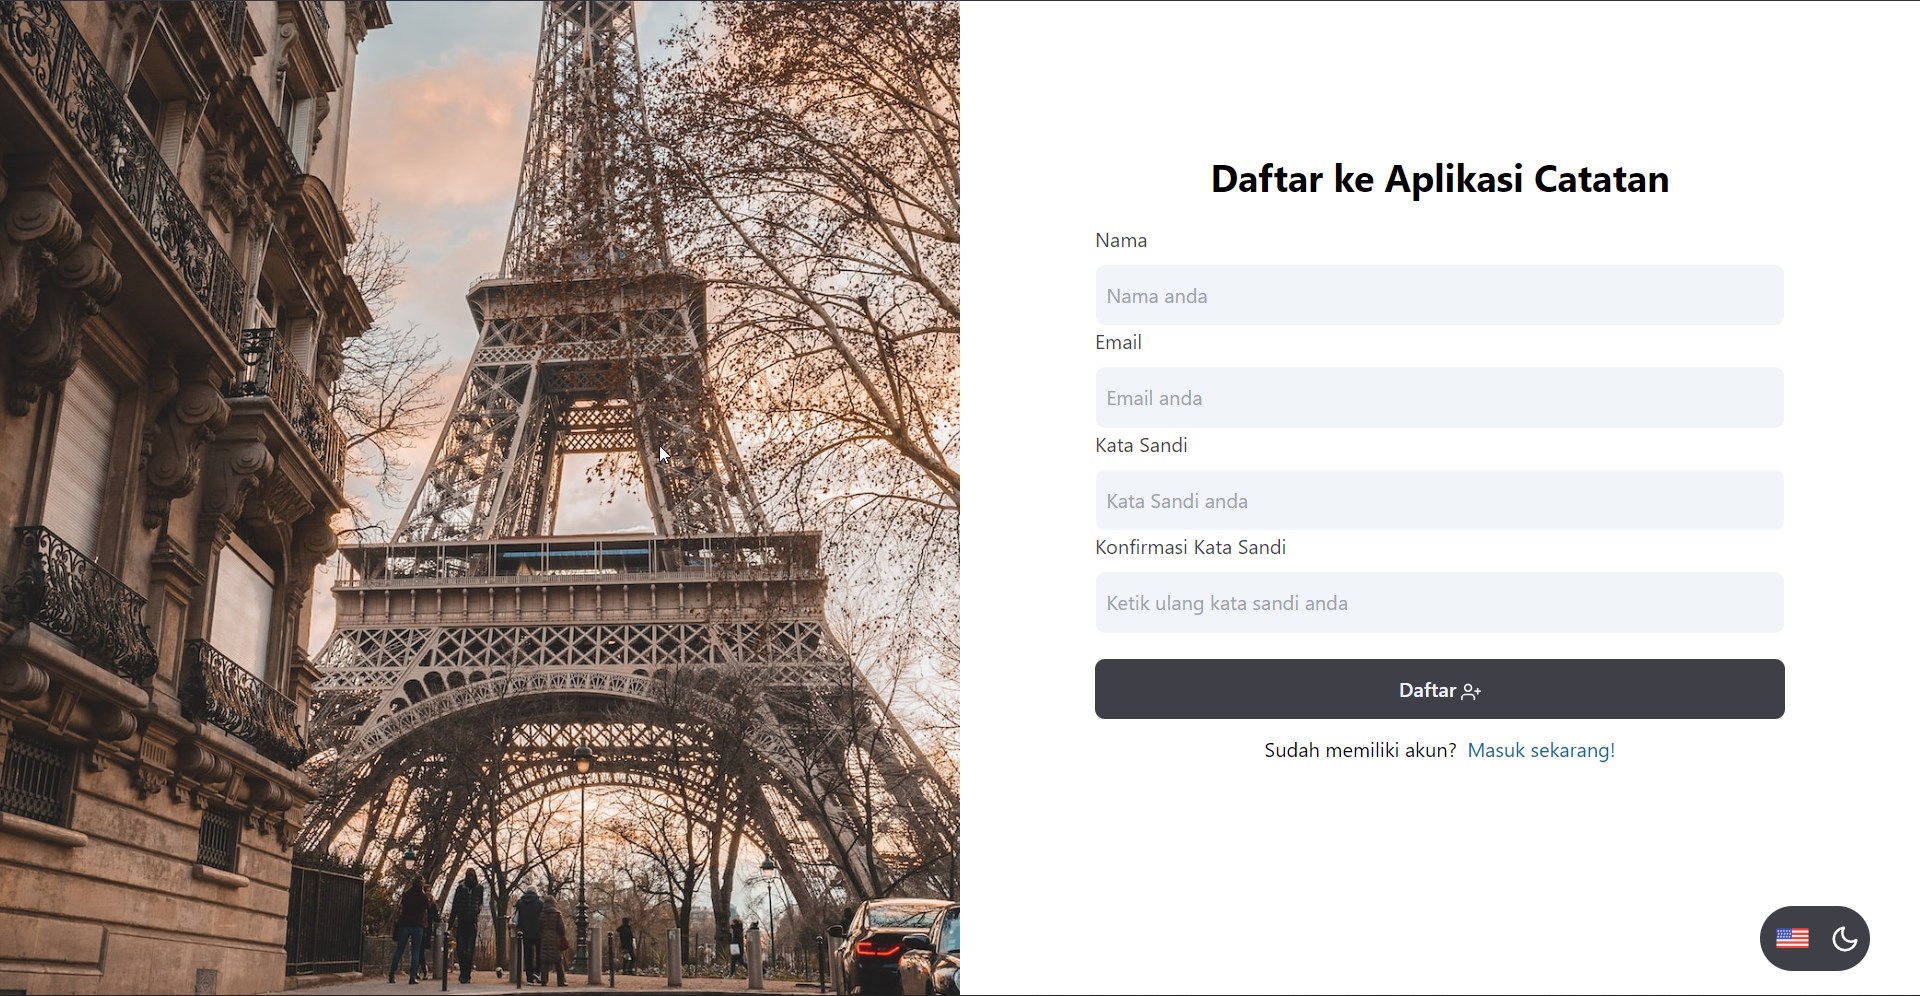 Daftar ke Aplikasi Catatan
Nama
Nama anda
Email
Email anda
Kata Sandi
Kata Sandi anda
Konfirmasi Kata Sandi
Ketik ulang kata sandi anda
Daftar
Sudah memiliki akun? Masuk sekarang!